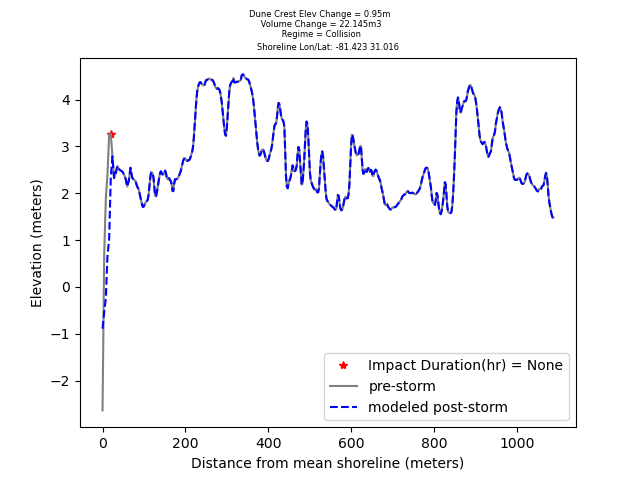 Dune Crest Elev Change = 0.95m
Volume Change = 22.145m3
Regime = Collision
Shoreline Lon/Lat: -81.423 31.016
4
3
2
1
0
−1
−2
Elevation (meters)
Impact Duration(hr) = None
pre-storm
modeled post-storm
0 200 400 600 800 1000
Distance from mean shoreline (meters)